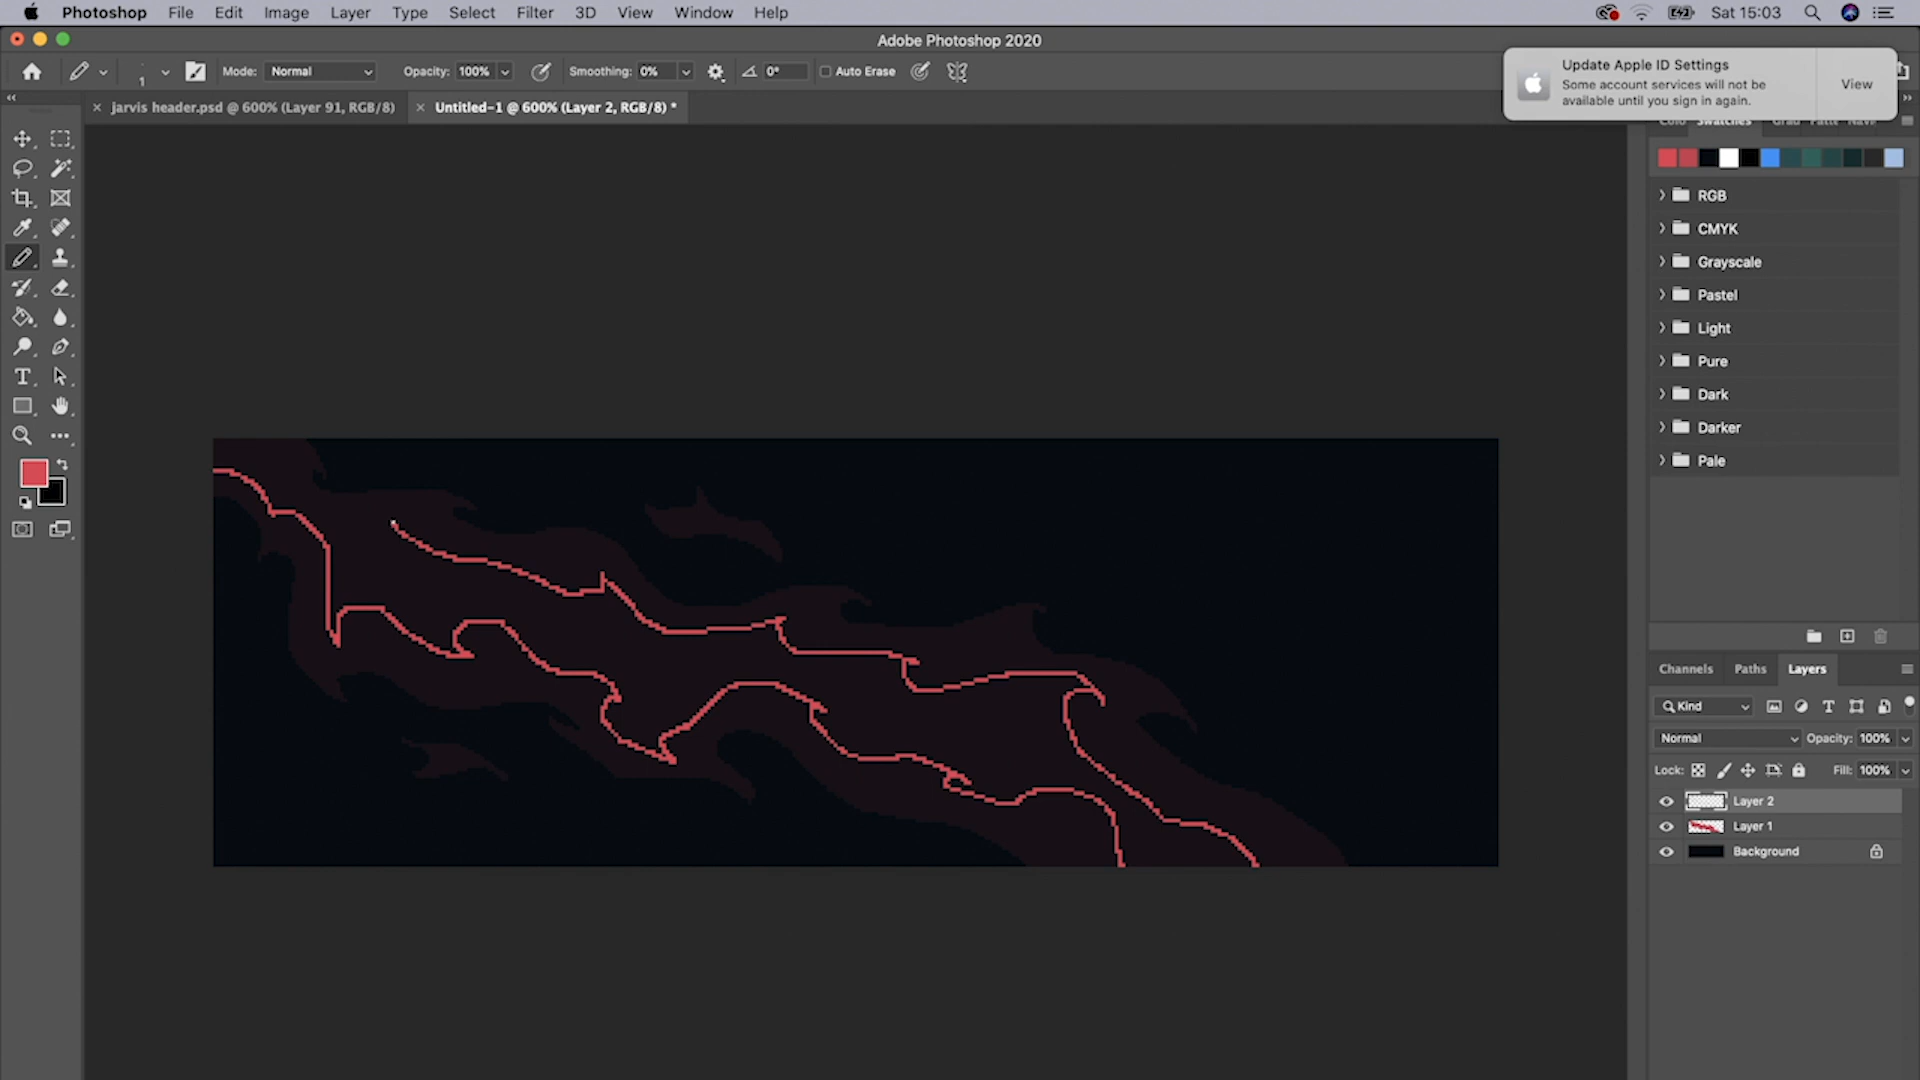 Photoshop File Edit Image Layer Type Select Filter 3D View Window Help Sat 15:03
Adobe Photoshop 2020
1 Mode: Normal Opacity: 100% Smoothing: 0% 0° Auto Erase
Update Apple ID Settings
Some account services will not be
available until you sign in again.
View
jarvis header.psd @ 600% (Layer 91, RGB/8)
Untitled-1 @ 600% (Layer 2, RGB/8) *
Swatches
RGB
CMYK
Grayscale
Pastel
Light
Pure
Dark
Darker
Pale
Channels Paths Layers
Kind
Normal Opacity: 100%
Lock: Fill: 100%
Layer 2
Layer 1
Background